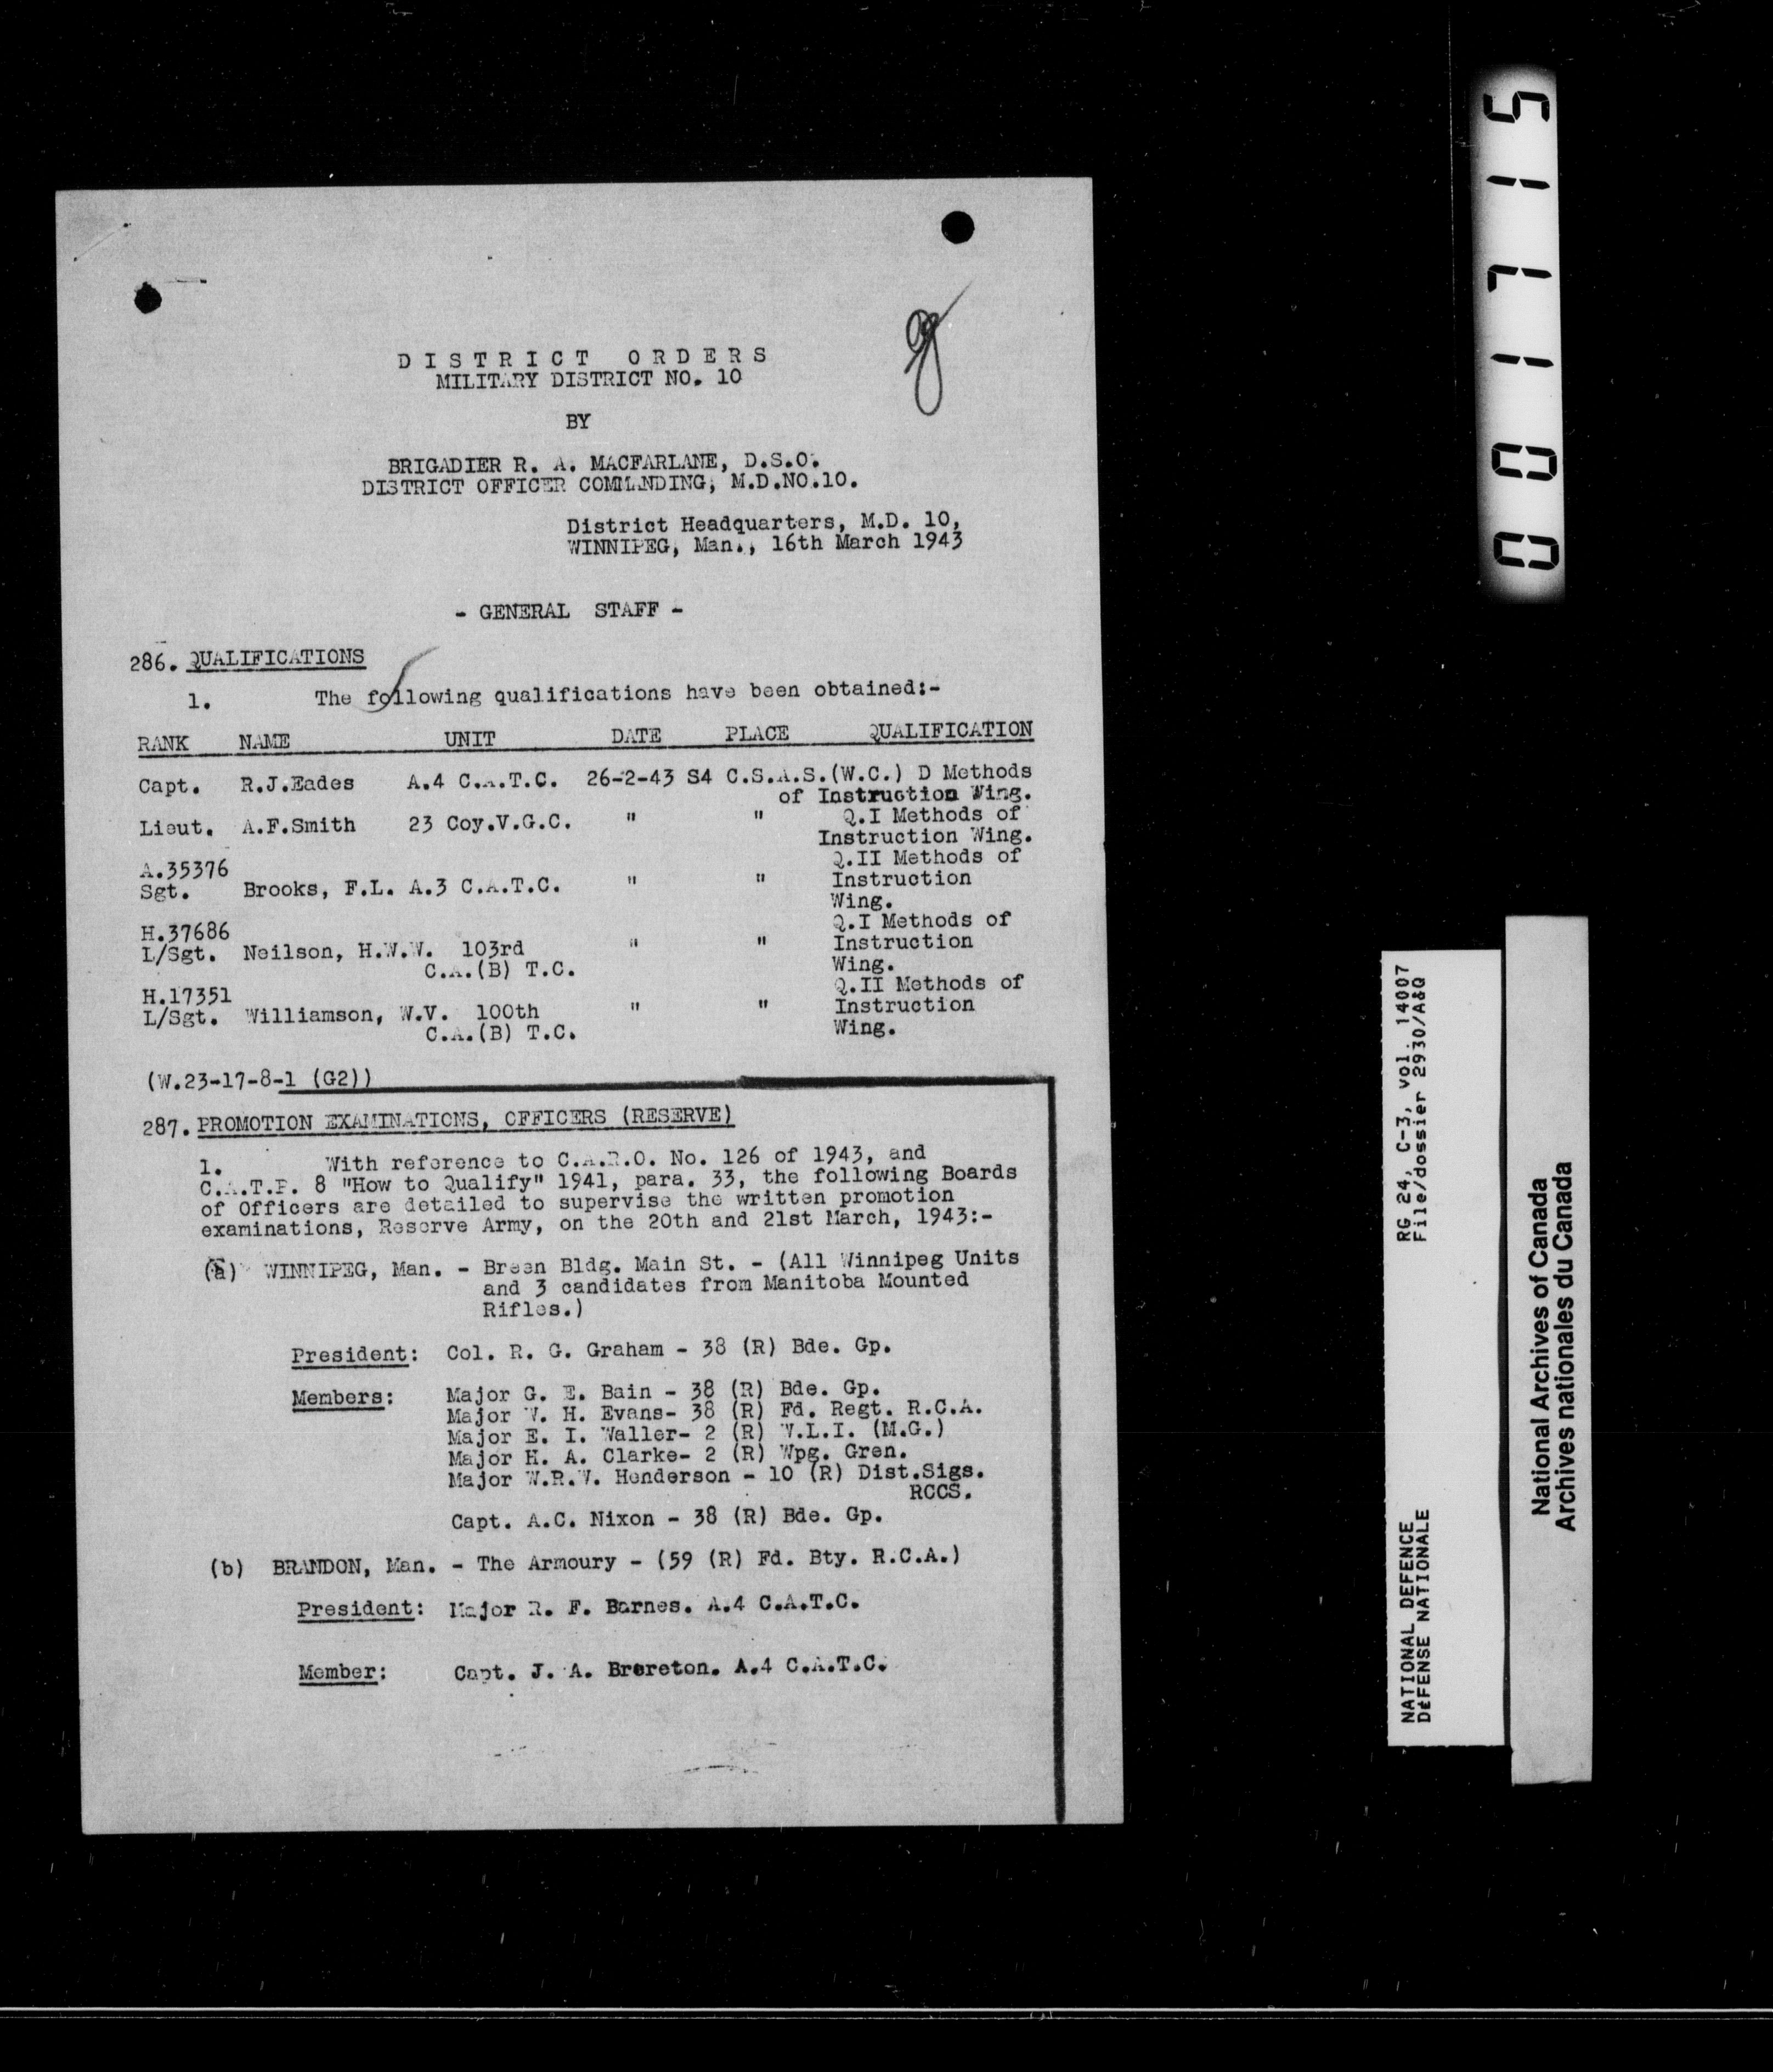 DISTRICT ORDERS
MILITARY DISTRICT NO. 10
BY
BRIGADIER R. A. MACFARLANE, D.S.O.
DISTRICT OFFICER COMMANDING, M.D.NO.10.
District Headquarters, M.D. 10,
WINNIPEG, Man., 16th March 1943
- GENERAL STAFF -
286. QUALIFICATIONS
1. The following qualifications have been obtained:-
RANK NAME UNIT DATE PLACE QUALIFICATION
Capt. R.J.Eades A.4 C.A.T.C. 26-2-43 S4 C.S.A.S.(W.C.) D Methods
of Instruction Wing.
Lieut. A.F.Smith 23 Coy.V.G.C. " " Q.I Methods of
Instruction Wing.
A.35376 Q.II Methods of
Sgt. Brooks, F.L. A.3 C.A.T.C. " " Instruction
Wing.
H.37686 Q.I Methods of
L/Sgt. Neilson, H.W.W. 103rd " " Instruction
C.A.(B) T.C. Wing.
H.17351 Q.II Methods of
L/Sgt. Williamson, W.V. 100th " " Instruction
C.A.(B) T.C. Wing.
(W.23-17-8-1 (G2))
287. PROMOTION EXAMINATIONS, OFFICERS (RESERVE)
1. With reference to C.A.R.O. No. 126 of 1943, and
C.A.T.P. 8 "How to Qualify" 1941, para. 33, the following Boards
of Officers are detailed to supervise the written promotion
examinations, Reserve Army, on the 20th and 21st March, 1943:-
(a) WINNIPEG, Man. - Breen Bldg. Main St. - (All Winnipeg Units
and 3 candidates from Manitoba Mounted
Rifles.)
President: Col. R. G. Graham - 38 (R) Bde. Gp.
Members: Major G. E. Bain - 38 (R) Bde. Gp.
Major W. H. Evans- 38 (R) Fd. Regt. R.C.A.
Major E. I. Waller- 2 (R) W.L.I. (M.G.)
Major H. A. Clarke- 2 (R) Wpg. Gren.
Major W.R.W. Henderson - 10 (R) Dist.Sigs.
RCCS.
Capt. A.C. Nixon - 38 (R) Bde. Gp.
(b) BRANDON, Man. - The Armoury - (59 (R) Fd. Bty. R.C.A.)
President: Major R. F. Barnes. A.4 C.A.T.C.
Member: Capt. J. A. Brereton. A.4 C.A.T.C.
001715
NATIONAL DEFENCE RG 24, C-3, vol. 14007
DéFENSE NATIONALE File/dossier 2930/A&Q
National Archives of Canada
Archives nationales du Canada